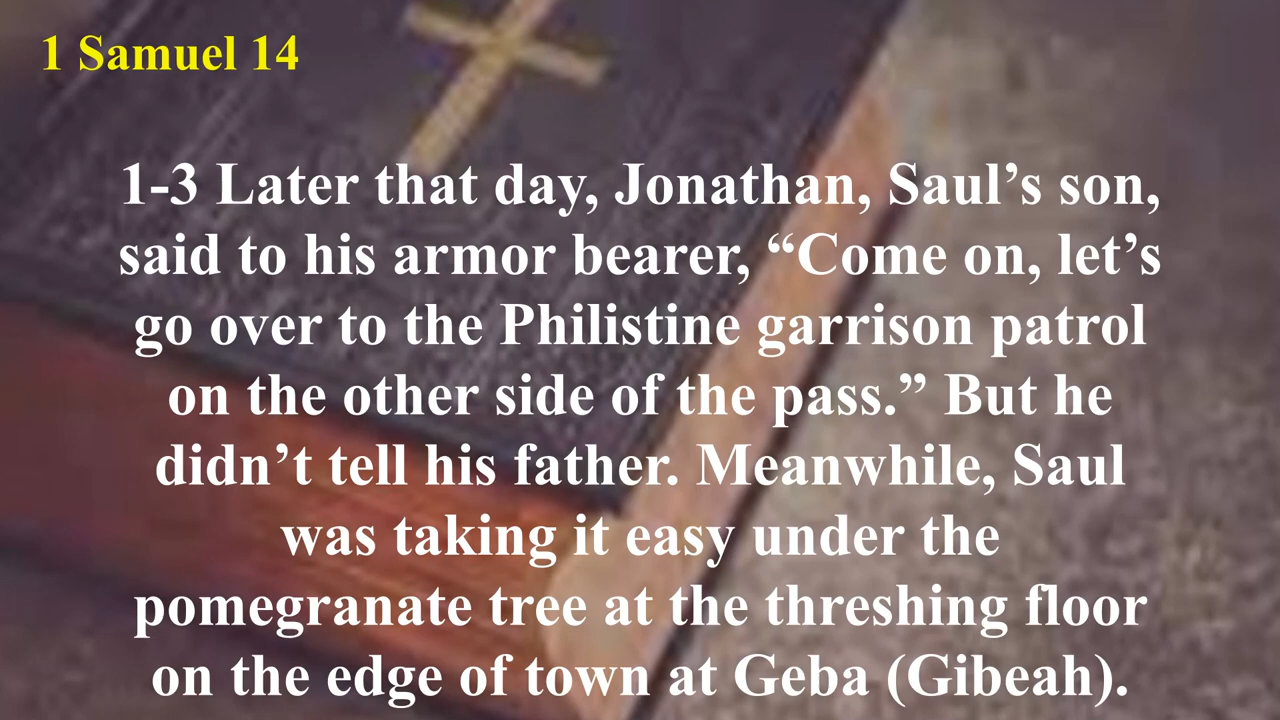 1 Samuel 14
1-3 Later that day, Jonathan, Saul’s son,
said to his armor bearer, “Come on, let’s
go over to the Philistine garrison patrol
on the other side of the pass.” But he
didn’t tell his father. Meanwhile, Saul
was taking it easy under the
pomegranate tree at the threshing floor
on the edge of town at Geba (Gibeah).